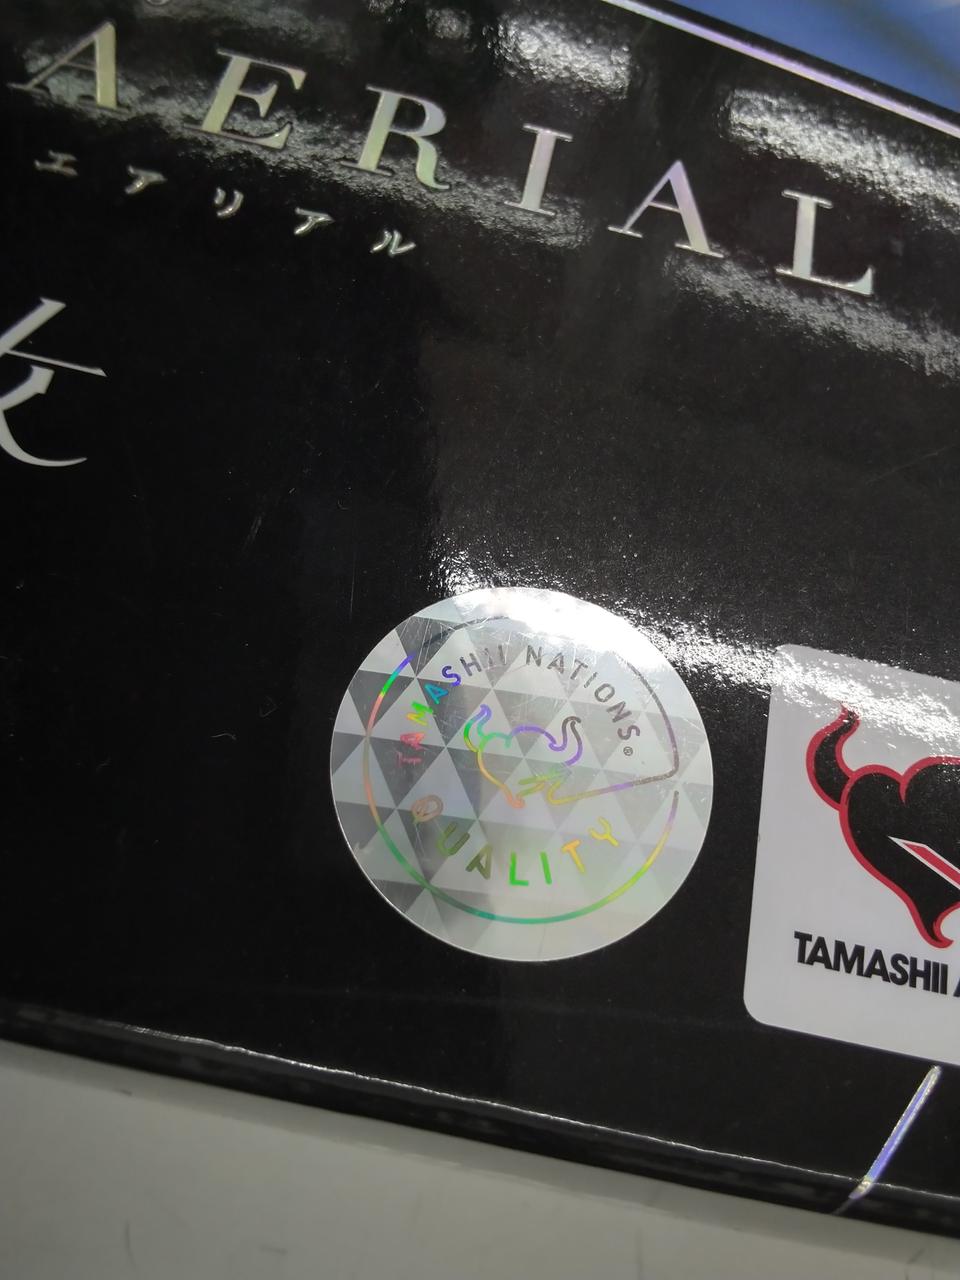 AERIAL
エアリアル
TAMASHII NATIONS®
QUALITY
TAMASHII